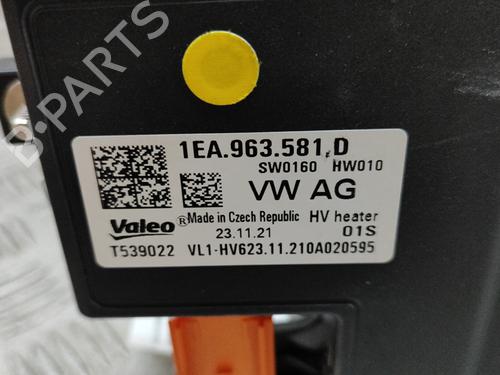 B-PARTS
1EA.963.581.D
SW0160 HW010
VW AG
Valeo® Made in Czech Republic HV heater
23.11.21 01S
T539022 VL1-HV623.11.210A020595